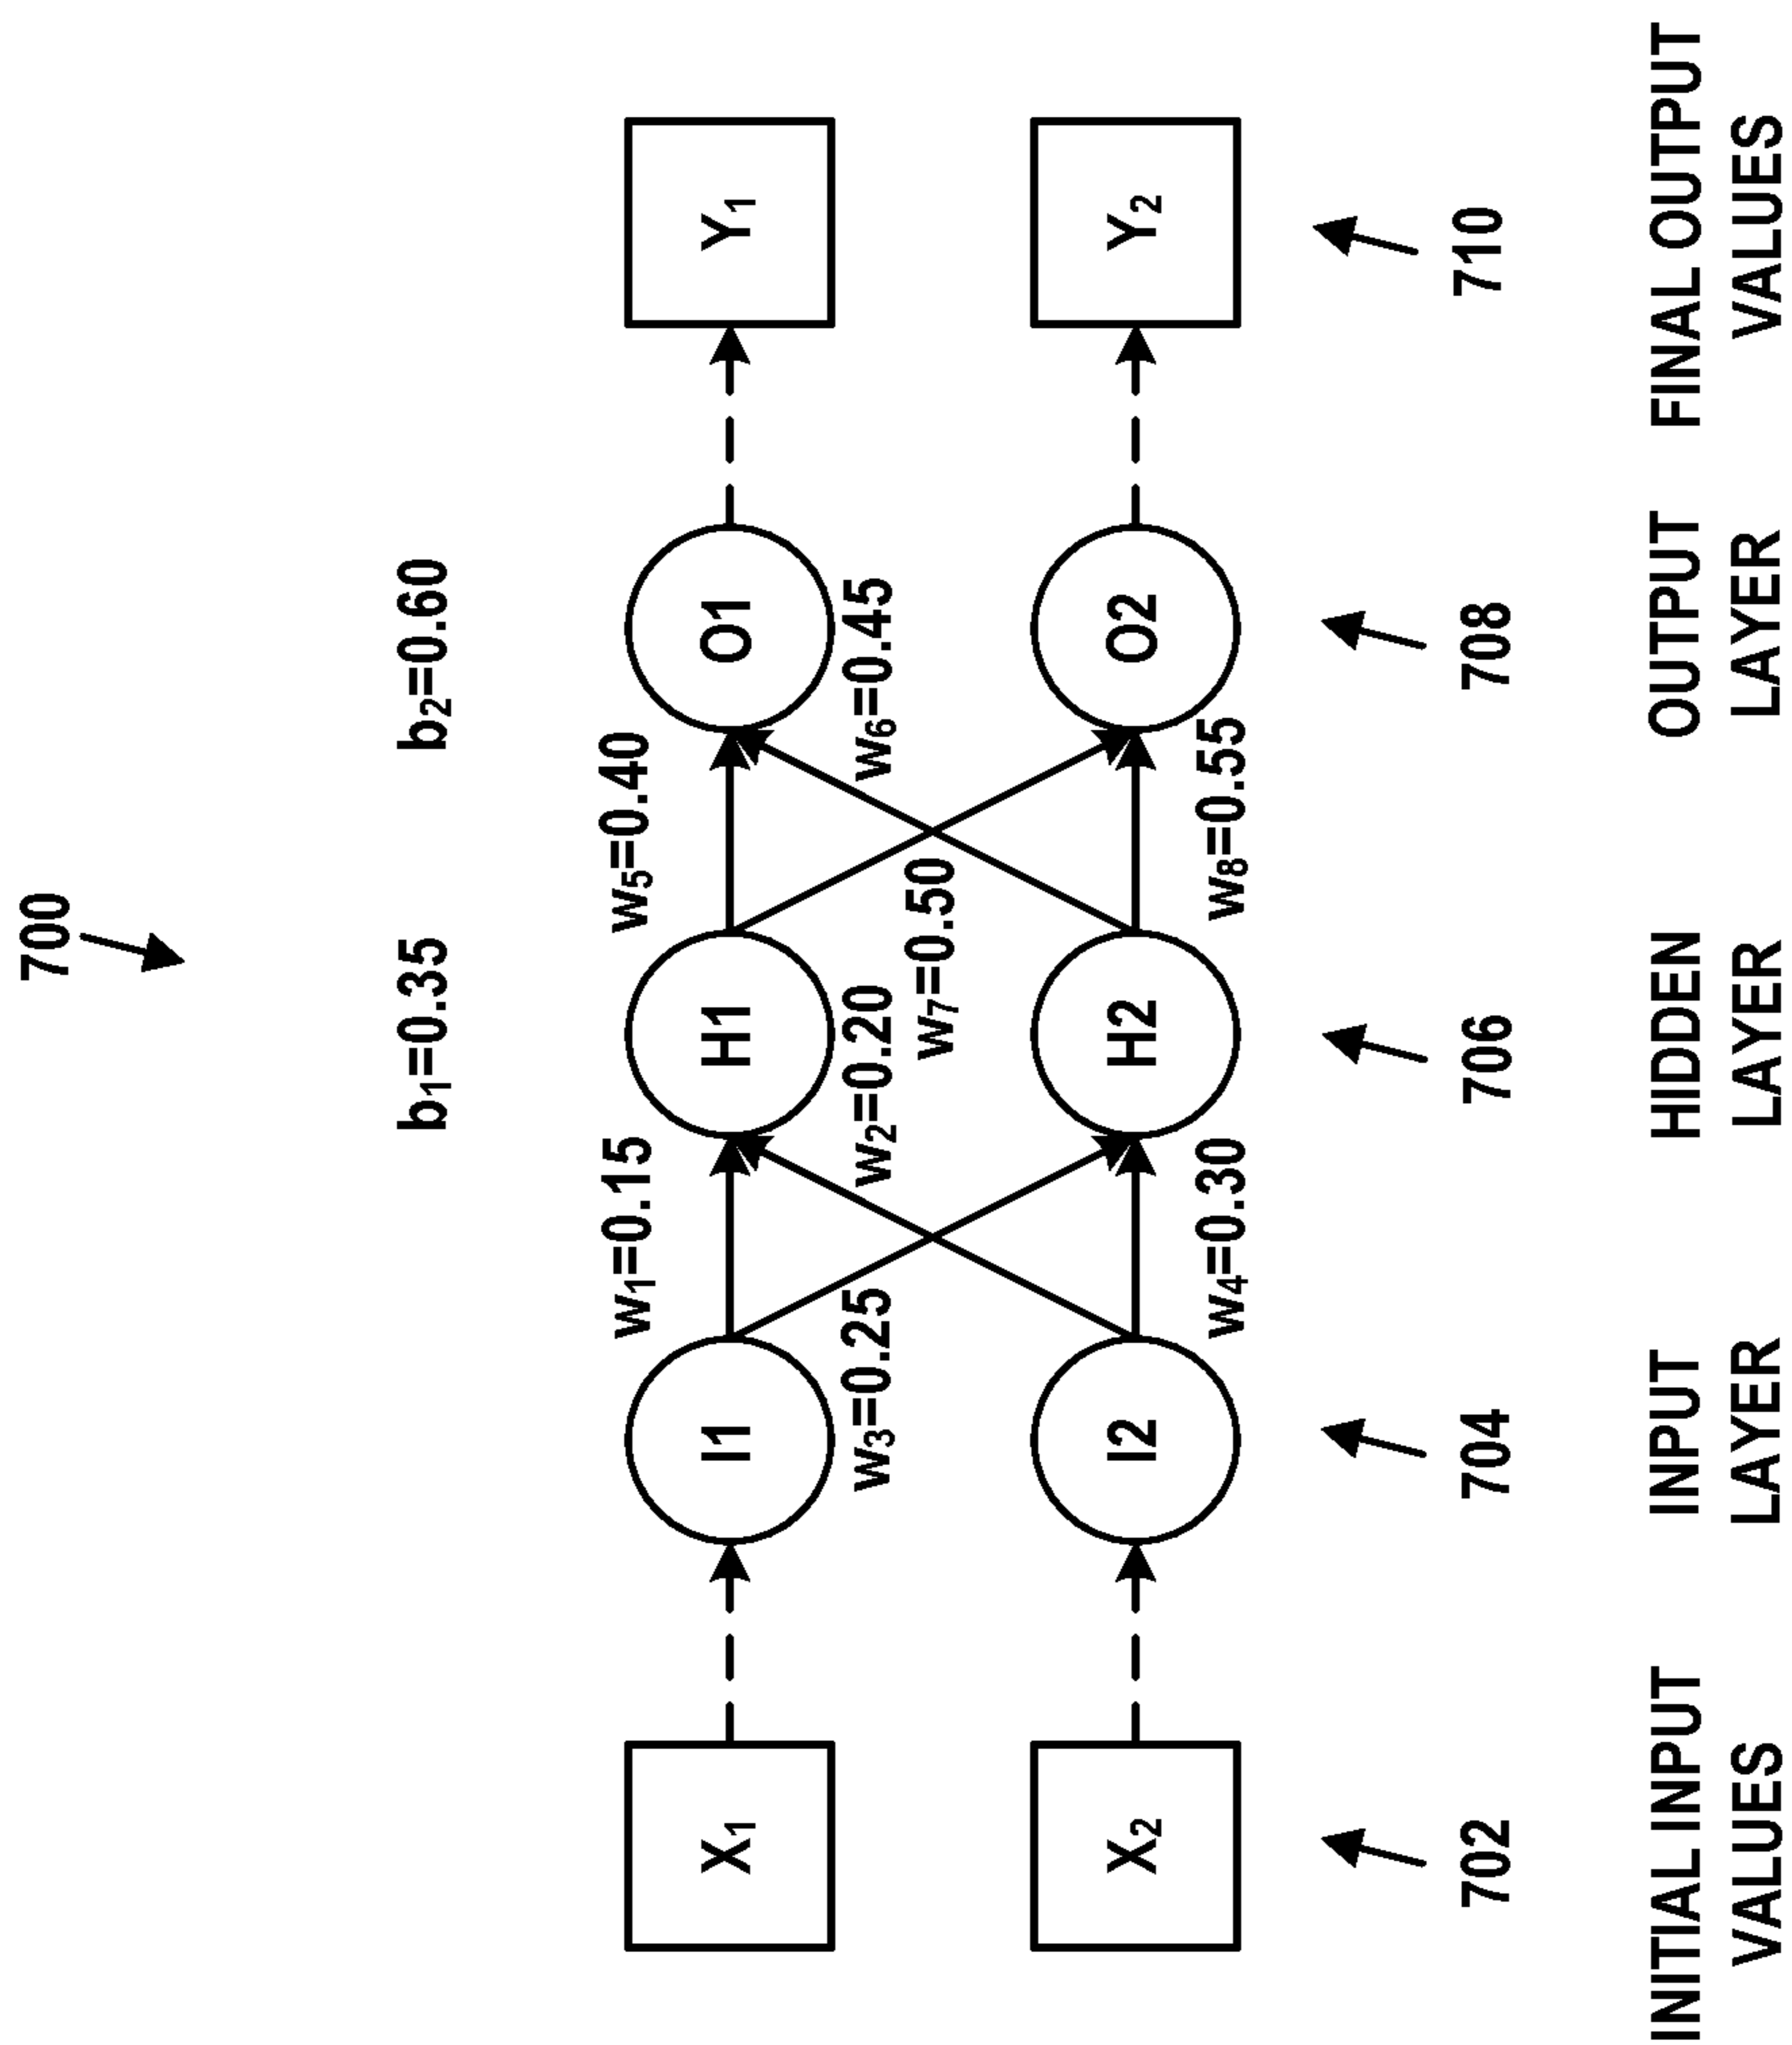 700
b1=0.35
b2=0.60
w1=0.15
w5=0.40
X1
I1
H1
O1
Y1
w3=0.25
w2=0.20
w6=0.45
w7=0.50
X2
I2
H2
O2
Y2
w4=0.30
w8=0.55
702
704
706
708
710
INITIAL INPUT
VALUES
INPUT
LAYER
HIDDEN
LAYER
OUTPUT
LAYER
FINAL OUTPUT
VALUES